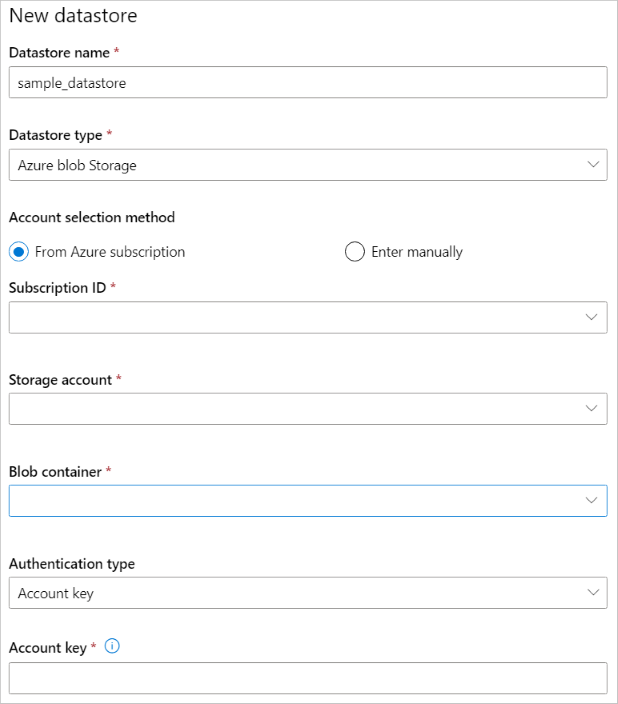 New datastore
Datastore name *
sample_datastore
Datastore type *
Azure blob Storage
Account selection method
From Azure subscription
Enter manually
Subscription ID *
Storage account *
Blob container *
Authentication type
Account key
Account key *